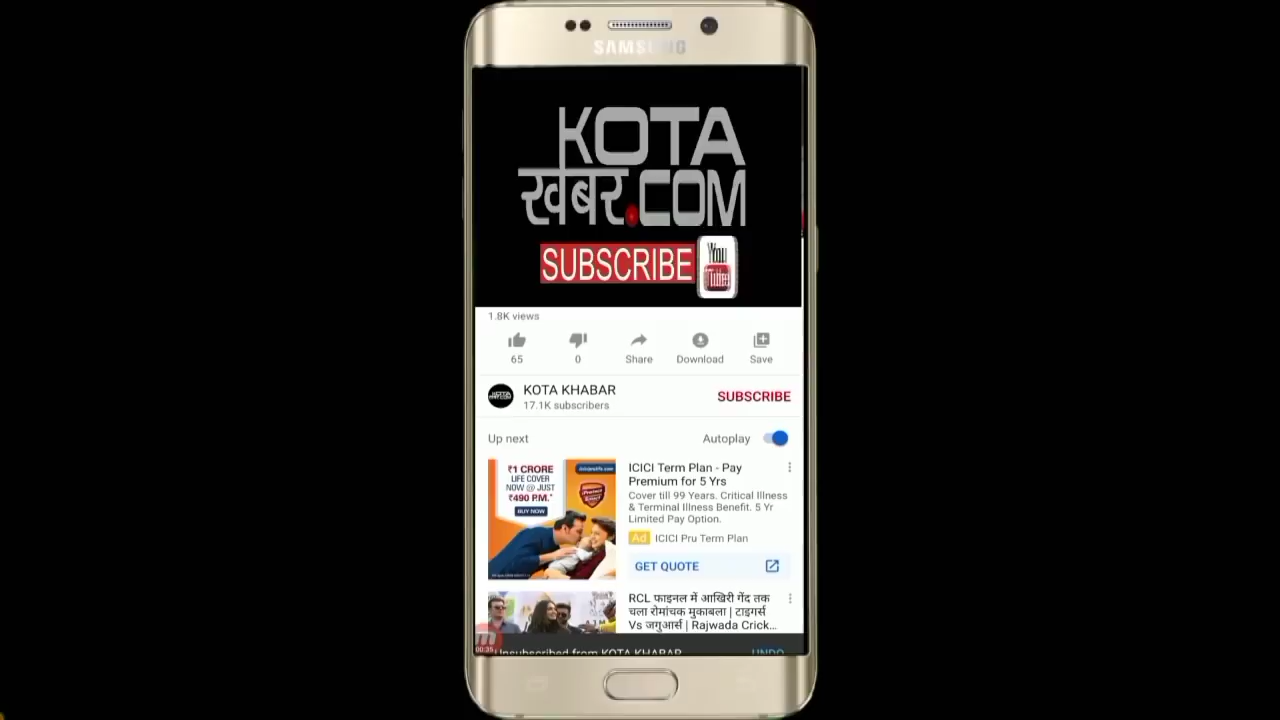 SAMSUNG
KOTA
खबर.COM
SUBSCRIBE
You
Tube
1.8K views
65
0
Share
Download
Save
KOTA KHABAR
17.1K subscribers
SUBSCRIBE
Up next
Autoplay
₹1 CRORE
LIFE COVER
NOW @ JUST
₹490 P.M.*
BUY NOW
ICICI Term Plan - Pay
Premium for 5 Yrs
Cover till 99 Years. Critical Illness
& Terminal Illness Benefit. 5 Yr
Limited Pay Option.
Ad ICICI Pru Term Plan
GET QUOTE
RCL फाइनल में आखिरी गेंद तक
चला रोमांचक मुकाबला | टाइगर्स
Vs जगुआर्स | Rajwada Crick...
00:35
Unsubscribed from KOTA KHABAR
UNDO